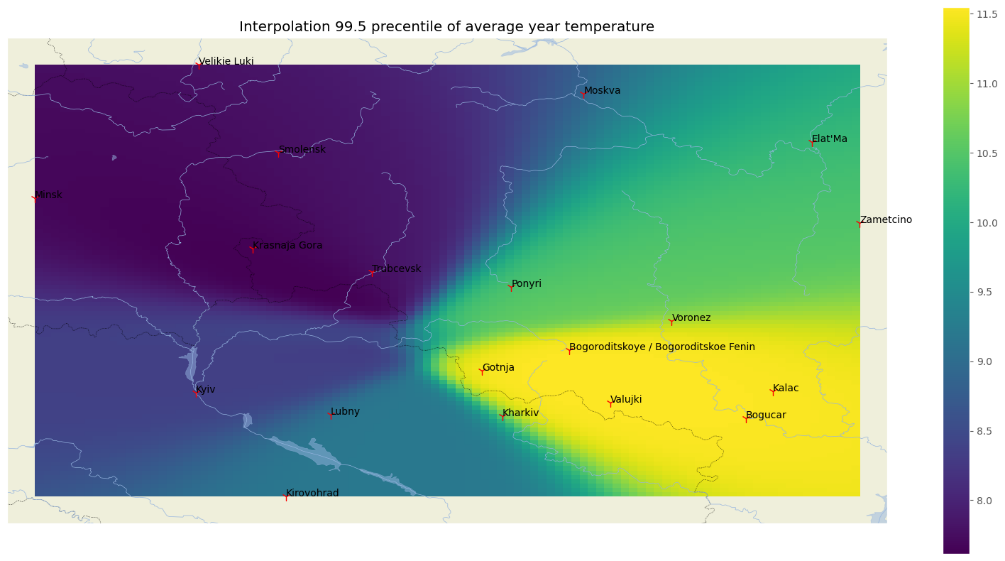 Interpolation 99.5 precentile of average year temperature
11.5
Velikie Luki
11.0
Moskva
Elat'Ma
10.5
Smolensk
Minsk
Zametcino
10.0
Krasnaja Gora
Trobcevsk
Ponyri
9.5
Voronez
Bogoroditskoye / Bogoroditskoe Fenin
9.0
Gotnja
Kyiv
Kalac
Valujki
Lubny
Kharkiv
Bogucar
8.5
Kirovohrad
8.0